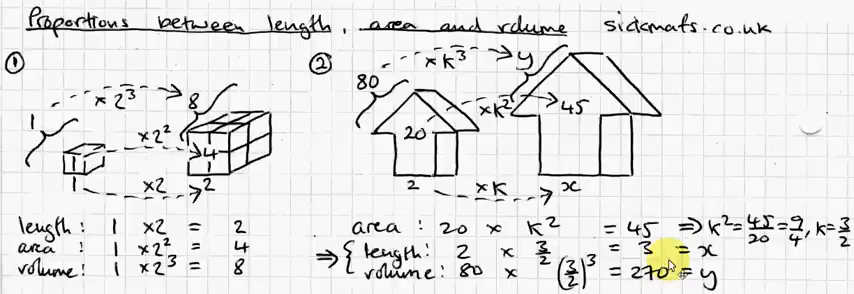 Proportions between length, area and volume sickmaths.co.uk
① ②
1 × 2³ 8
× 2² 4
1 × 2 2
80 × k³ y
20 × k² 45
2 × k x
length: 1 × 2 = 2
area: 1 × 2² = 4
volume: 1 × 2³ = 8
area: 20 × k² = 45 ⇒ k² = 45/20 = 9/4, k = 3/2
⇒ { length: 2 × 3/2 = 3 = x
volume: 80 × (3/2)³ = 270 = y